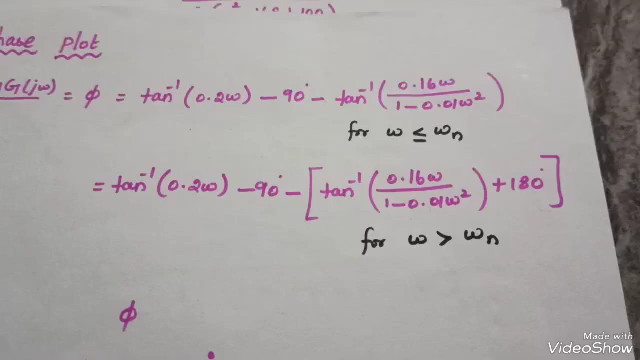 Phase Plot
G(jω) = ϕ = tan⁻¹(0.2ω) − 90° − tan⁻¹(0.16ω / 1 − 0.01ω²)
for ω ≤ ωn
= tan⁻¹(0.2ω) − 90° − [tan⁻¹(0.16ω / 1 − 0.01ω²) + 180°]
for ω > ωn
ϕ
Made with
VideoShow